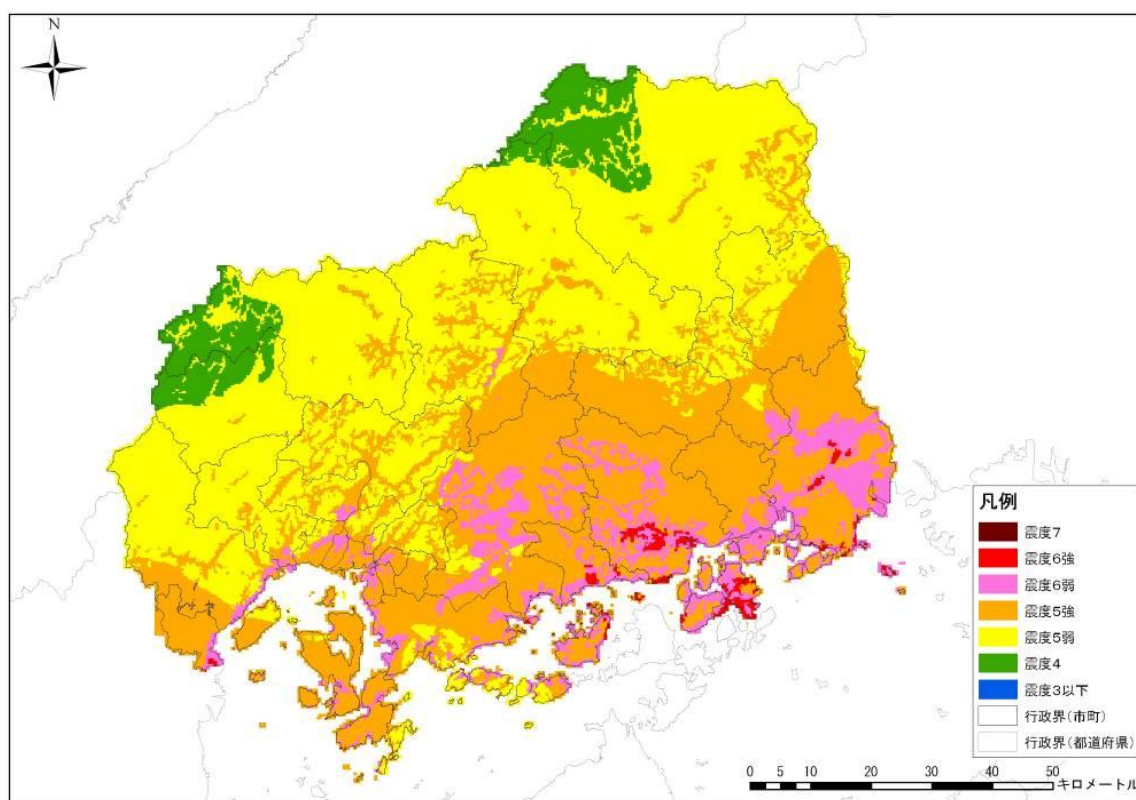 N
凡例
震度7
震度6強
震度6弱
震度5強
震度5弱
震度4
震度3以下
行政界(市町)
行政界(都道府県)
0 5 10 20 30 40 50 キロメートル